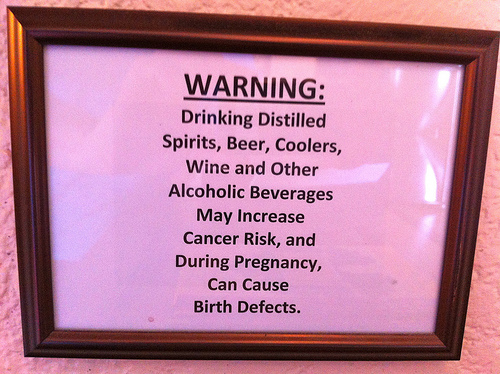 WARNING:
Drinking Distilled
Spirits, Beer, Coolers,
Wine and Other
Alcoholic Beverages
May Increase
Cancer Risk, and
During Pregnancy,
Can Cause
Birth Defects.